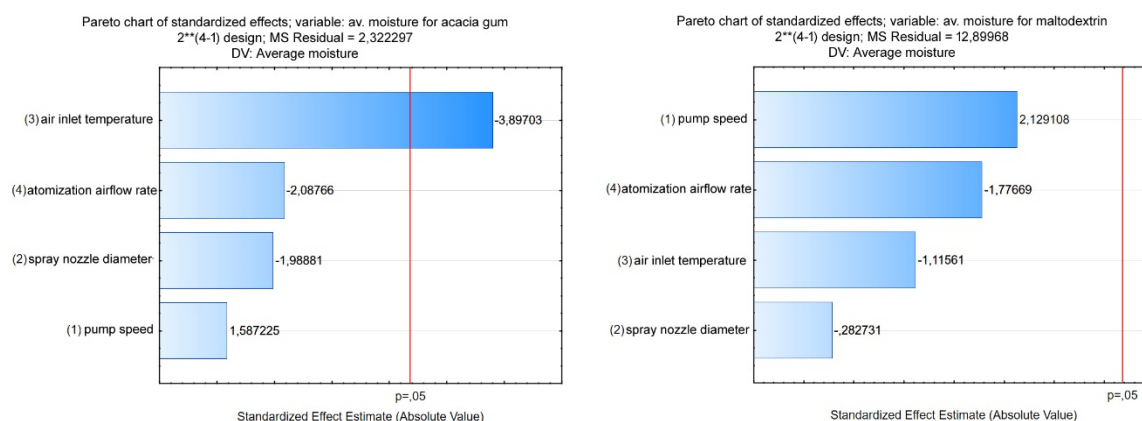 Pareto chart of standardized effects; variable: av. moisture for acacia gum
2**(4-1) design; MS Residual = 2,322297
DV: Average moisture
(3)air inlet temperature
-3,89703
(4)atomization airflow rate
-2,08766
(2)spray nozzle diameter
-1,98881
(1) pump speed
1,587225
p=,05
Standardized Effect Estimate (Absolute Value)
Pareto chart of standardized effects; variable: av. moisture for maltodextrin
2**(4-1) design; MS Residual = 12,89968
DV: Average moisture
(1) pump speed
2,129108
(4)atomization airflow rate
-1,77669
(3)air inlet temperature
-1,11561
(2)spray nozzle diameter
-,282731
p=,05
Standardized Effect Estimate (Absolute Value)